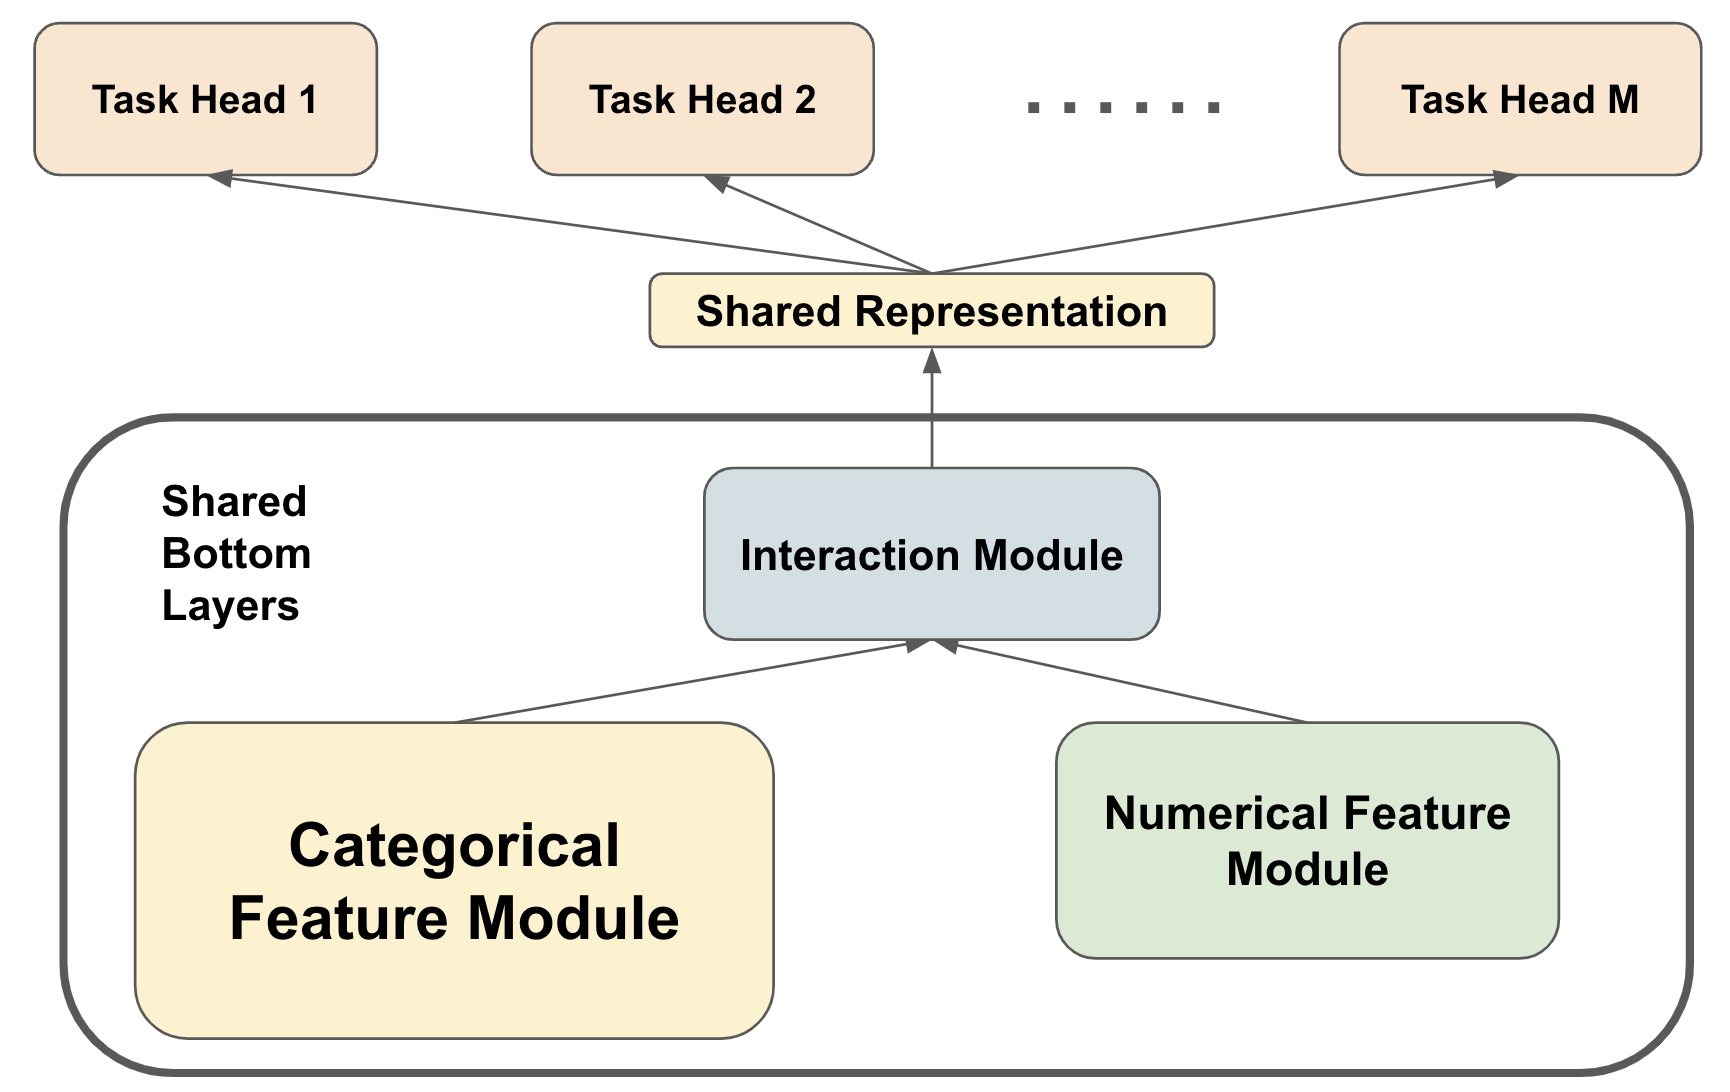 Task Head 1
Task Head 2
......
Task Head M
Shared Representation
Shared
Bottom
Layers
Interaction Module
Categorical
Feature Module
Numerical Feature
Module